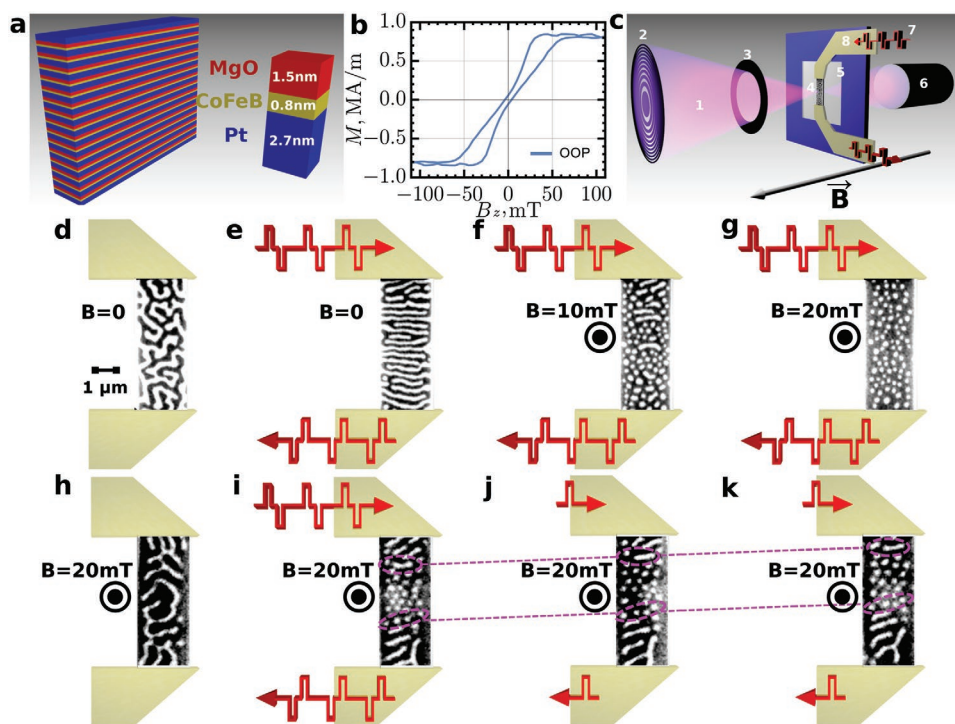 a
MgO
1.5nm
CoFeB
0.8nm
Pt
2.7nm
b
M, MA/m
1.0
0.5
0.0
−0.5
−1.0
OOP
−100 −50 0 50 100
Bz, mT
c
2
3
1
4
5
6
7
8
B
d
B=0
1 µm
e
B=0
f
B=10mT
g
B=20mT
h
B=20mT
i
B=20mT
j
B=20mT
k
B=20mT